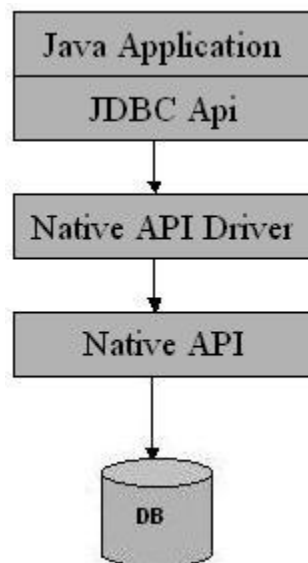 Java Application
JDBC Api
Native API Driver
Native API
DB